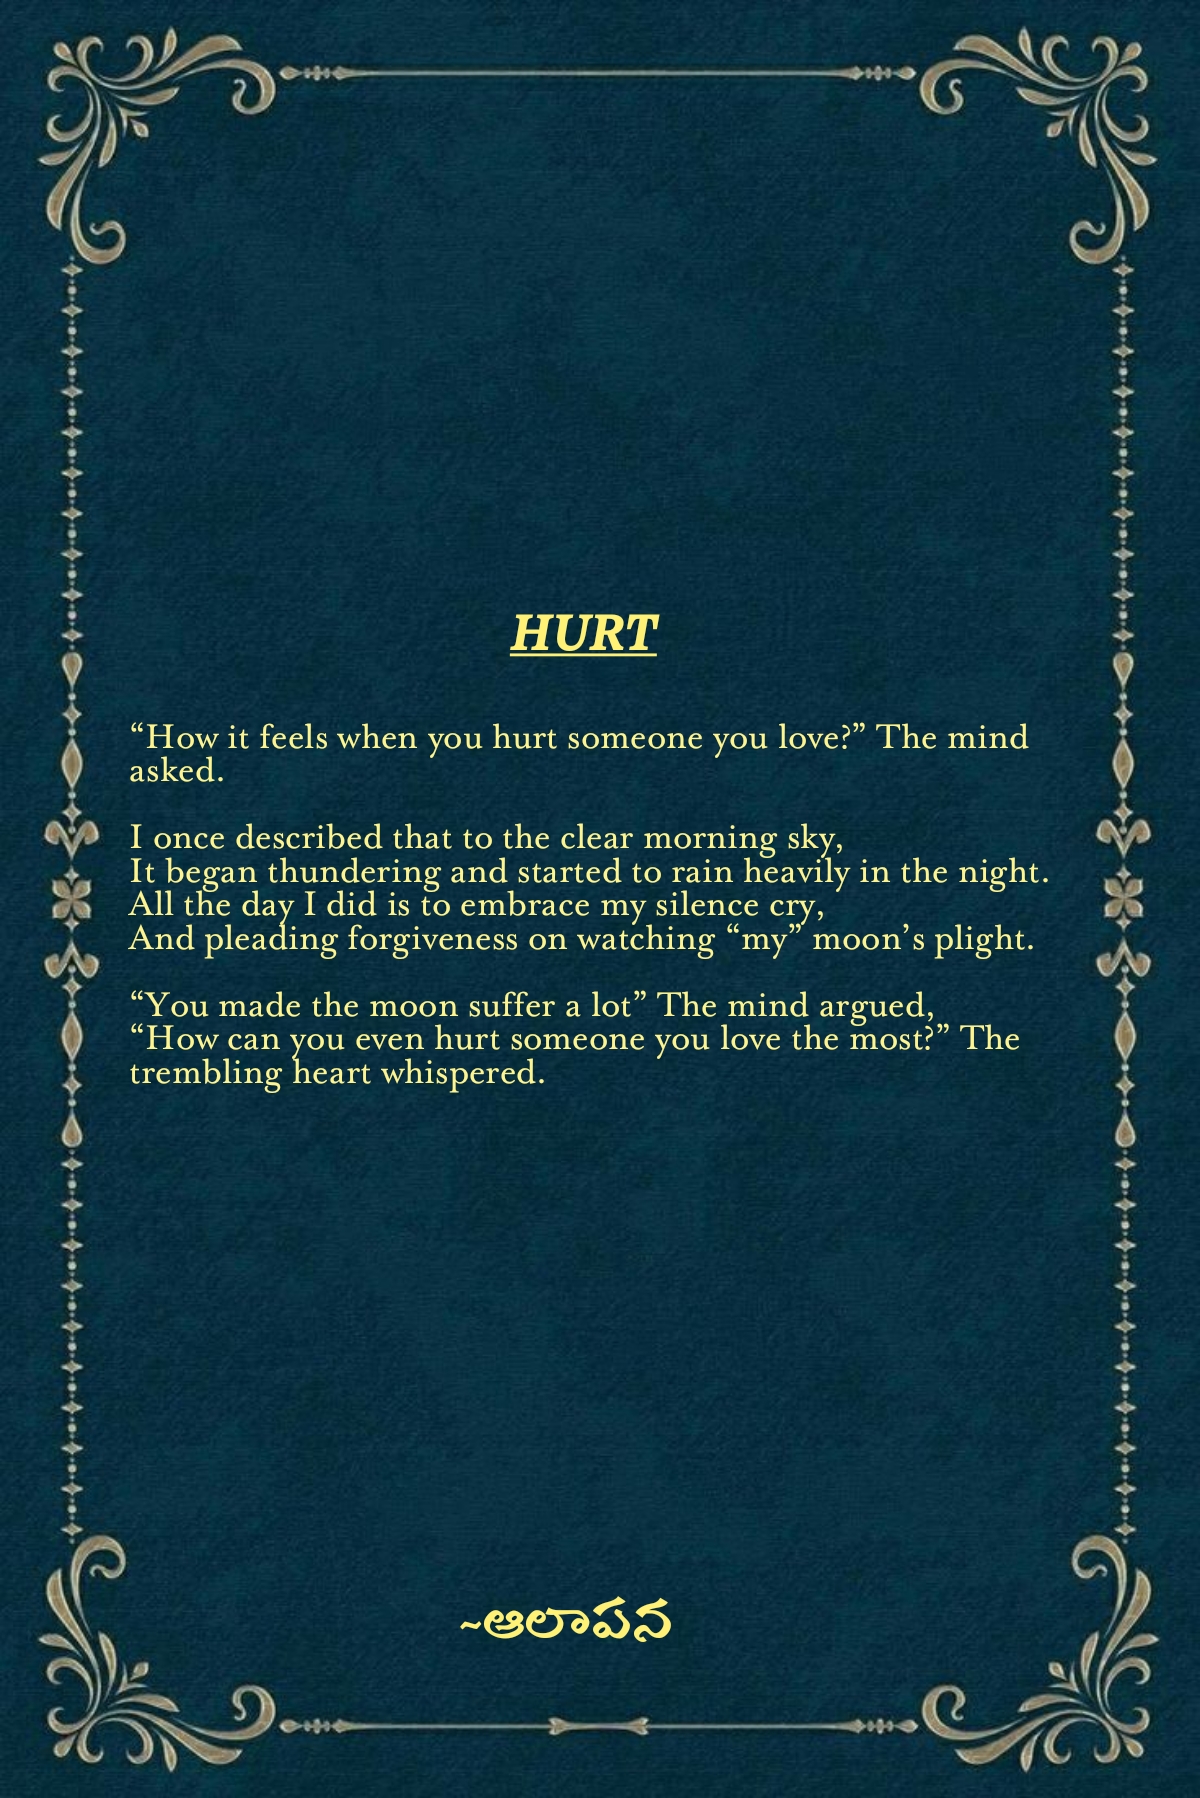 HURT
“How it feels when you hurt someone you love?” The mind
asked.
I once described that to the clear morning sky,
It began thundering and started to rain heavily in the night.
All the day I did is to embrace my silence cry,
And pleading forgiveness on watching “my” moon’s plight.
“You made the moon suffer a lot” The mind argued,
“How can you even hurt someone you love the most?” The
trembling heart whispered.
~ఆలాపన